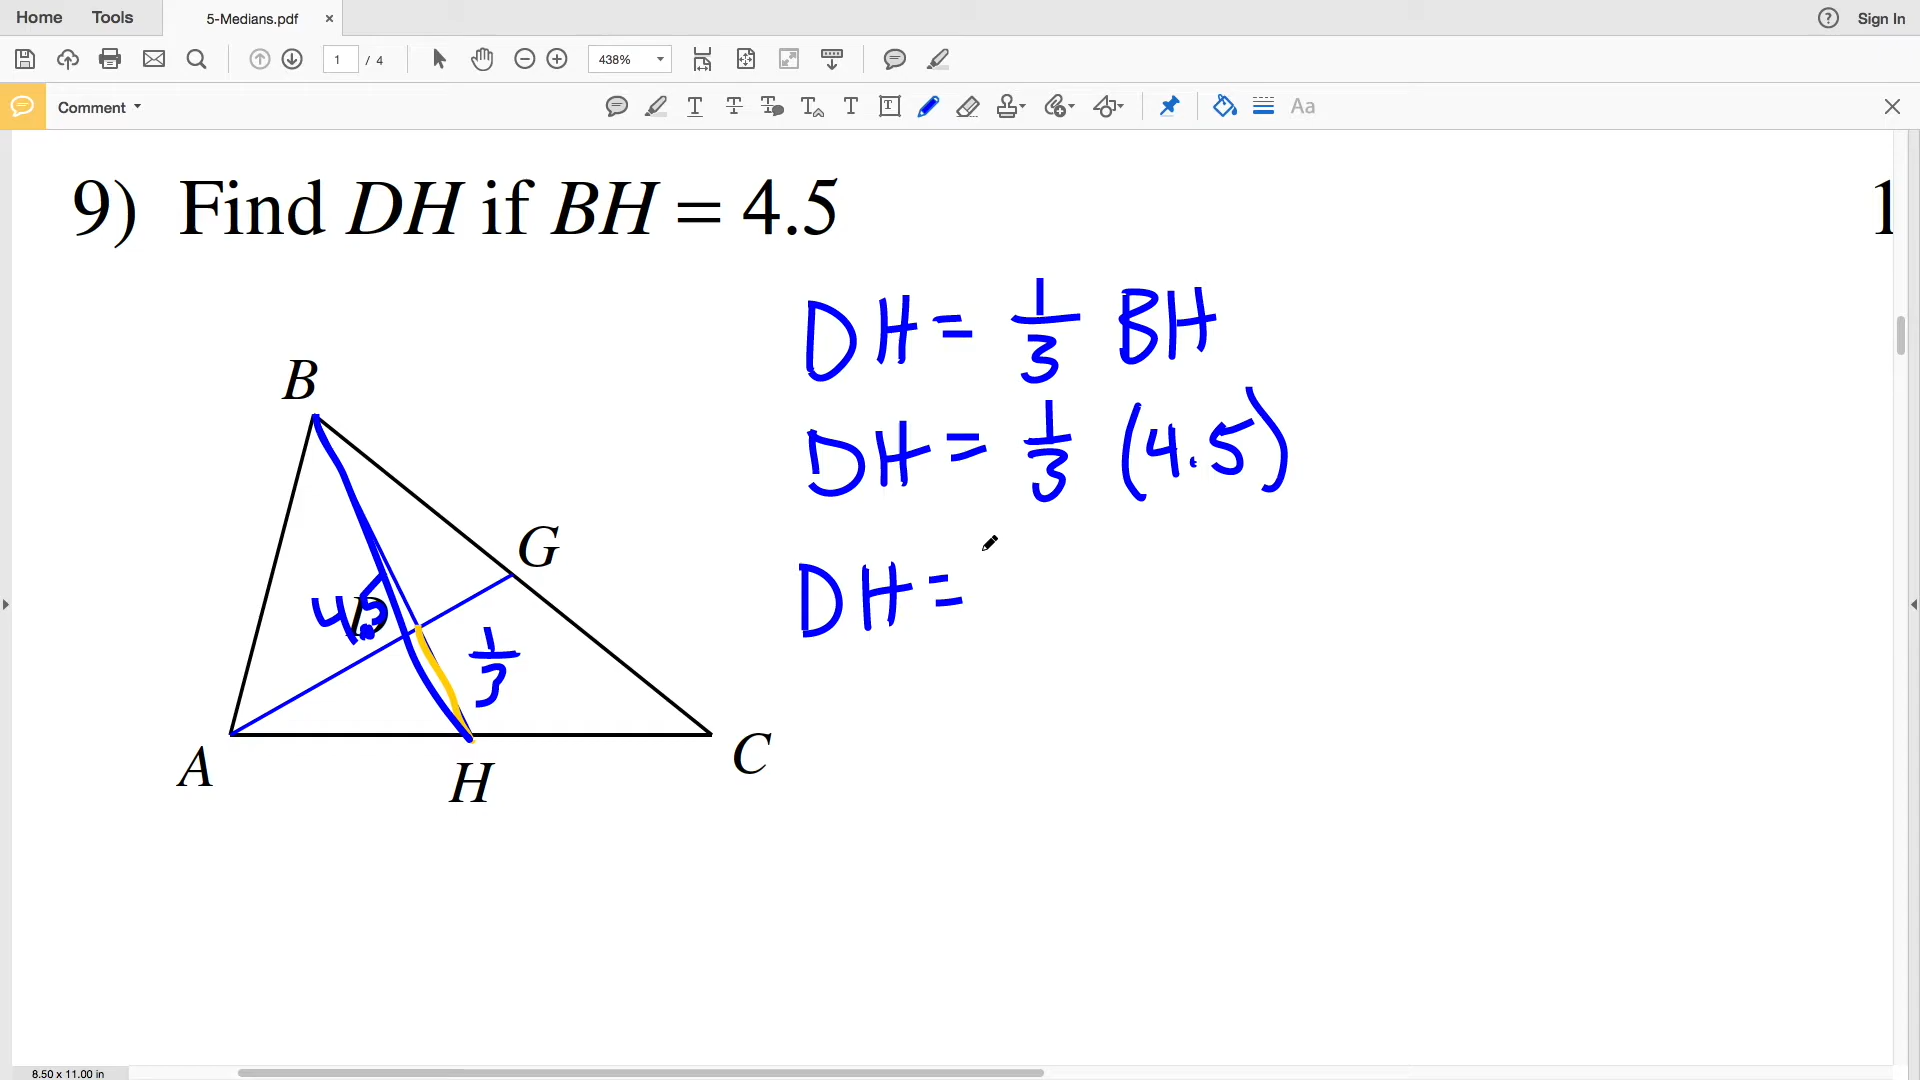 Home Tools 5-Medians.pdf × ? Sign In
1 / 4 438%
Comment T T T T T T Aa
9) Find DH if BH = 4.5
1
DH = 1/3 BH
DH = 1/3 (4.5)
DH =
B
G
4.5
D
1/3
A
H
C
8.50 x 11.00 in